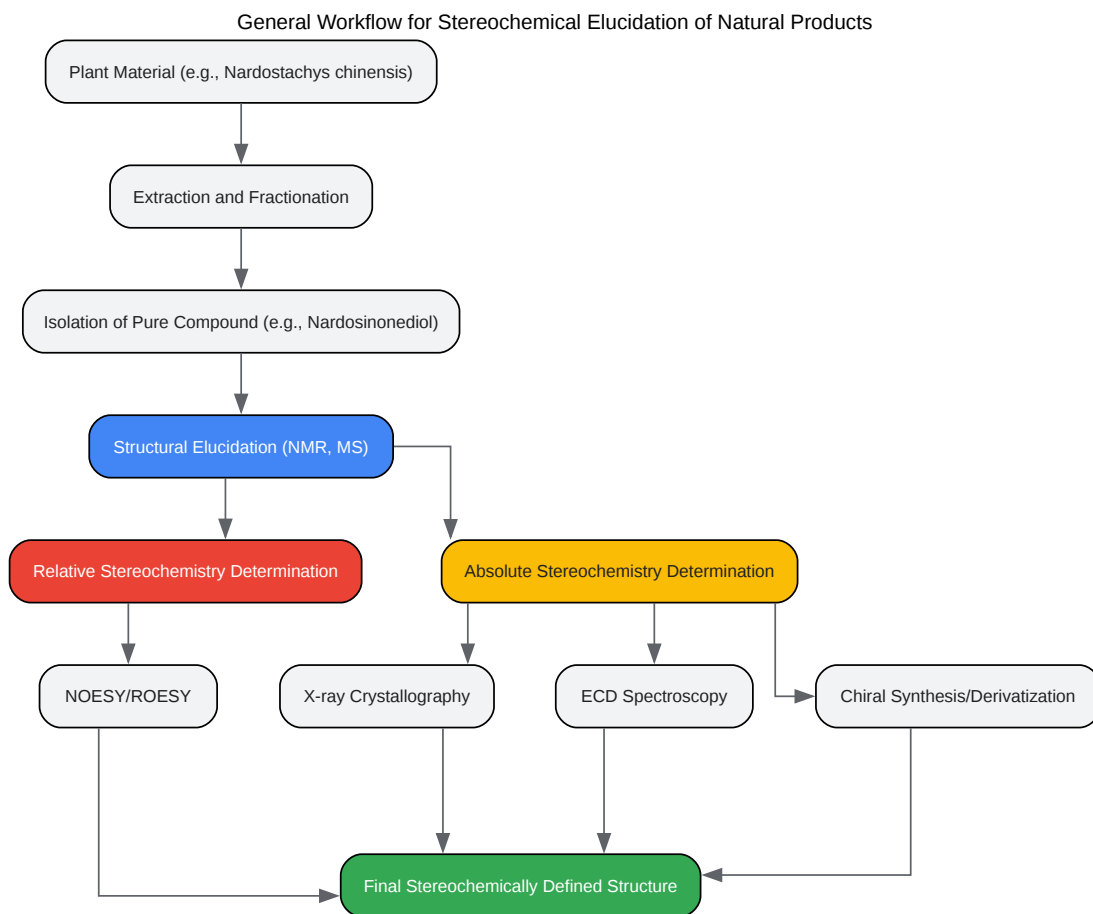 General Workflow for Stereochemical Elucidation of Natural Products
Plant Material (e.g., Nardostachys chinensis)
Extraction and Fractionation
Isolation of Pure Compound (e.g., Nardosinonediol)
Structural Elucidation (NMR, MS)
Relative Stereochemistry Determination
Absolute Stereochemistry Determination
NOESY/ROESY
X-ray Crystallography
ECD Spectroscopy
Chiral Synthesis/Derivatization
Final Stereochemically Defined Structure